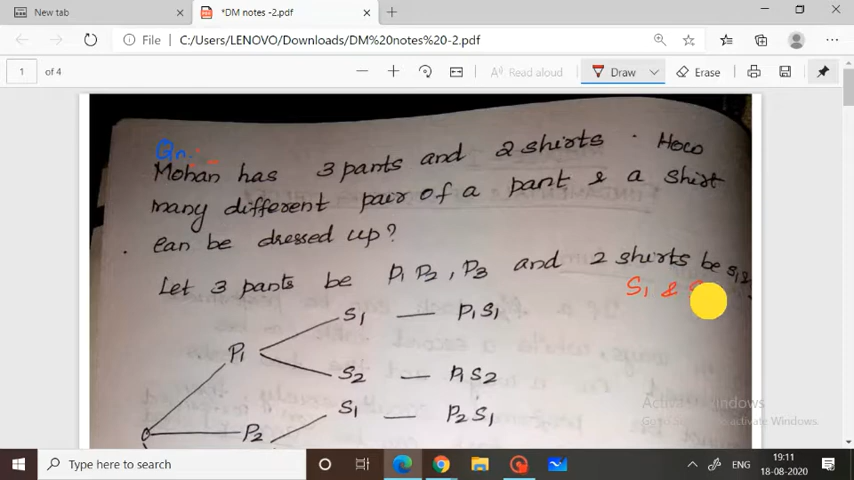 New tab
*DM notes -2.pdf
File C:/Users/LENOVO/Downloads/DM%20notes%20-2.pdf
1 of 4
Read aloud
Draw
Erase
Qn:-
Mohan has 3 pants and 2 shirts. How
many different pair of a pant & a shirt
can be dressed up?
Let 3 pants be P1 P2, P3 and 2 shirts be S1 &
S1 &
S1 — P1S1
P1
S2 — P1S2
S1 — P2S1
P2
Type here to search
ENG
19:11
18-08-2020